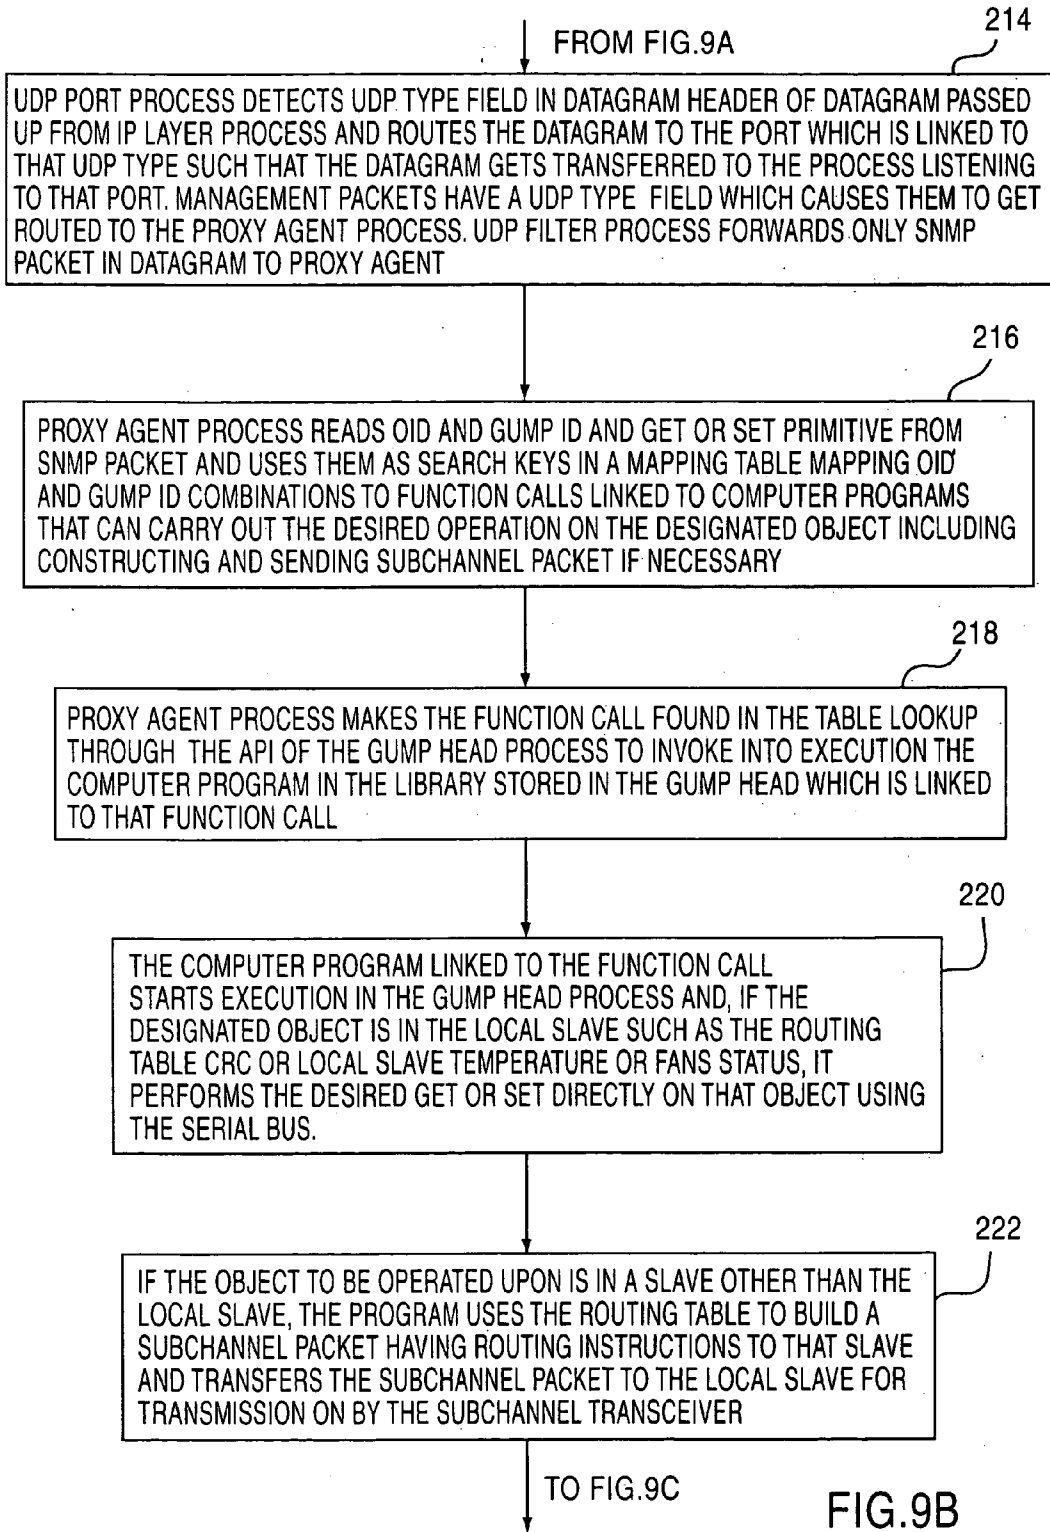 214
FROM FIG.9A
UDP PORT PROCESS DETECTS UDP TYPE FIELD IN DATAGRAM HEADER OF DATAGRAM PASSED
UP FROM IP LAYER PROCESS AND ROUTES THE DATAGRAM TO THE PORT WHICH IS LINKED TO
THAT UDP TYPE SUCH THAT THE DATAGRAM GETS TRANSFERRED TO THE PROCESS LISTENING
TO THAT PORT. MANAGEMENT PACKETS HAVE A UDP TYPE FIELD WHICH CAUSES THEM TO GET
ROUTED TO THE PROXY AGENT PROCESS. UDP FILTER PROCESS FORWARDS ONLY SNMP
PACKET IN DATAGRAM TO PROXY AGENT
216
PROXY AGENT PROCESS READS OID AND GUMP ID AND GET OR SET PRIMITIVE FROM
SNMP PACKET AND USES THEM AS SEARCH KEYS IN A MAPPING TABLE MAPPING OID
AND GUMP ID COMBINATIONS TO FUNCTION CALLS LINKED TO COMPUTER PROGRAMS
THAT CAN CARRY OUT THE DESIRED OPERATION ON THE DESIGNATED OBJECT INCLUDING
CONSTRUCTING AND SENDING SUBCHANNEL PACKET IF NECESSARY
218
PROXY AGENT PROCESS MAKES THE FUNCTION CALL FOUND IN THE TABLE LOOKUP
THROUGH THE API OF THE GUMP HEAD PROCESS TO INVOKE INTO EXECUTION THE
COMPUTER PROGRAM IN THE LIBRARY STORED IN THE GUMP HEAD WHICH IS LINKED
TO THAT FUNCTION CALL
220
THE COMPUTER PROGRAM LINKED TO THE FUNCTION CALL
STARTS EXECUTION IN THE GUMP HEAD PROCESS AND, IF THE
DESIGNATED OBJECT IS IN THE LOCAL SLAVE SUCH AS THE ROUTING
TABLE CRC OR LOCAL SLAVE TEMPERATURE OR FANS STATUS, IT
PERFORMS THE DESIRED GET OR SET DIRECTLY ON THAT OBJECT USING
THE SERIAL BUS.
222
IF THE OBJECT TO BE OPERATED UPON IS IN A SLAVE OTHER THAN THE
LOCAL SLAVE, THE PROGRAM USES THE ROUTING TABLE TO BUILD A
SUBCHANNEL PACKET HAVING ROUTING INSTRUCTIONS TO THAT SLAVE
AND TRANSFERS THE SUBCHANNEL PACKET TO THE LOCAL SLAVE FOR
TRANSMISSION ON BY THE SUBCHANNEL TRANSCEIVER
TO FIG.9C
FIG.9B